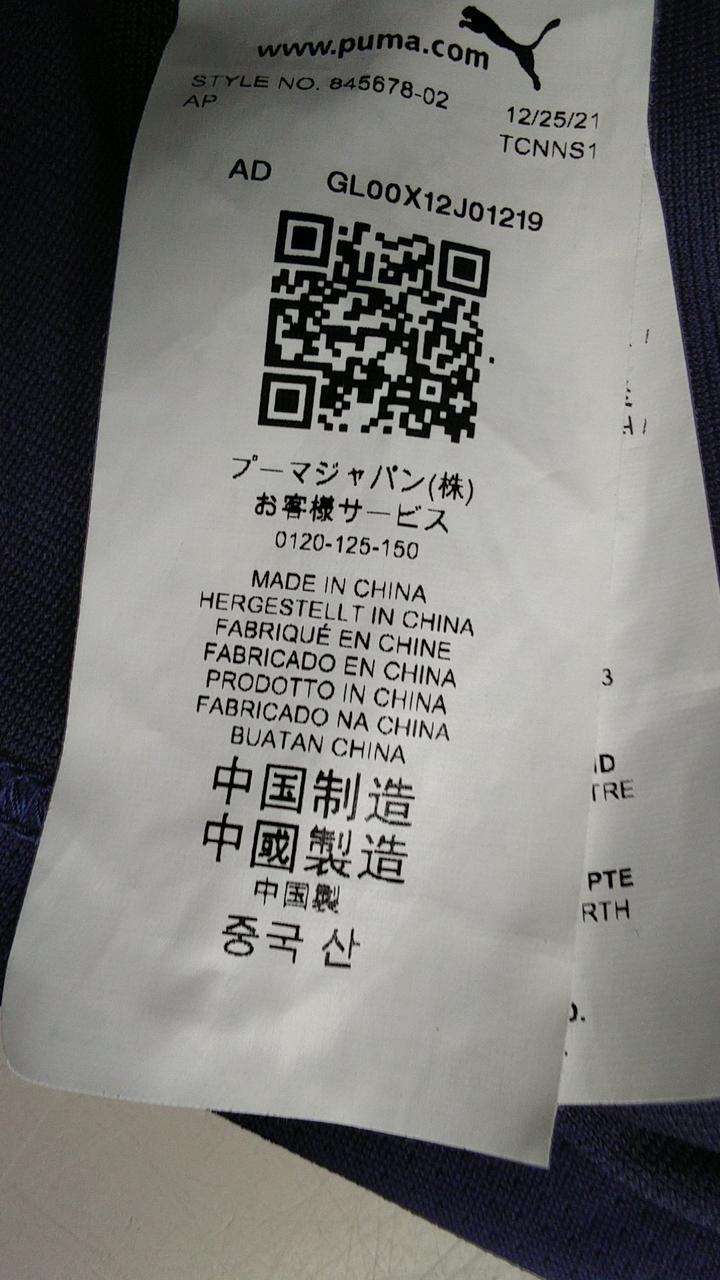 www.puma.com
STYLE NO. 845678-02
AP
12/25/21
TCNNS1
AD GL00X12J01219
プーマジャパン(株)
お客様サービス
0120-125-150
MADE IN CHINA
HERGESTELLT IN CHINA
FABRIQUÉ EN CHINE
FABRICADO EN CHINA
PRODOTTO IN CHINA
FABRICADO NA CHINA
BUATAN CHINA
中国制造
中國製造
中国製
중국 산
3
PTE